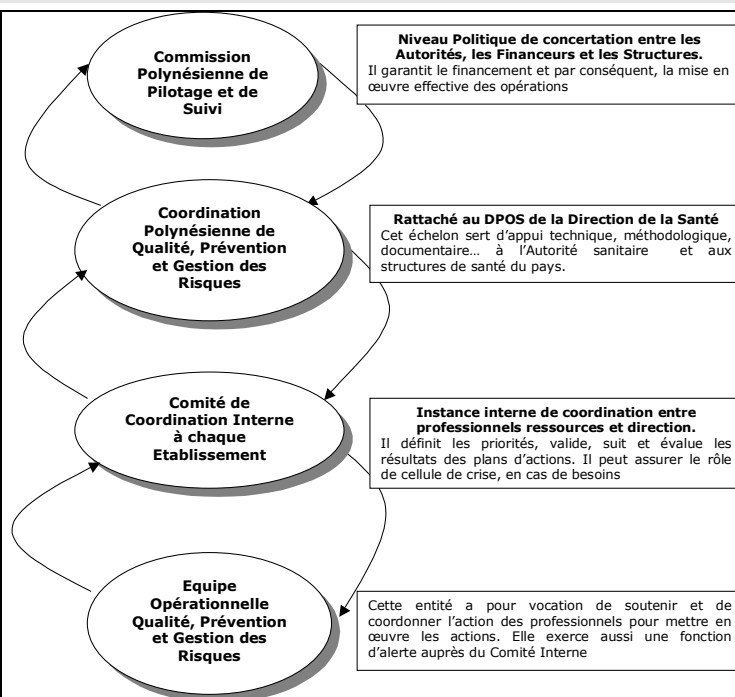 Commission
Polynésienne de
Pilotage et de
Suivi
Niveau Politique de concertation entre les
Autorités, les Financeurs et les Structures.
Il garantit le financement et par conséquent, la mise en
œuvre effective des opérations
Coordination
Polynésienne de
Qualité, Prévention
et Gestion des
Risques
Rattaché au DPOS de la Direction de la Santé
Cet échelon sert d’appui technique, méthodologique,
documentaire… à l’Autorité sanitaire et aux
structures de santé du pays.
Comité de
Coordination Interne
à chaque
Etablissement
Instance interne de coordination entre
professionnels ressources et direction.
Il définit les priorités, valide, suit et évalue les
résultats des plans d’actions. Il peut assurer le rôle
de cellule de crise, en cas de besoins
Equipe
Opérationnelle
Qualité, Prévention
et Gestion des
Risques
Cette entité a pour vocation de soutenir et de
coordonner l’action des professionnels pour mettre en
œuvre les actions. Elle exerce aussi une fonction
d’alerte auprès du Comité Interne